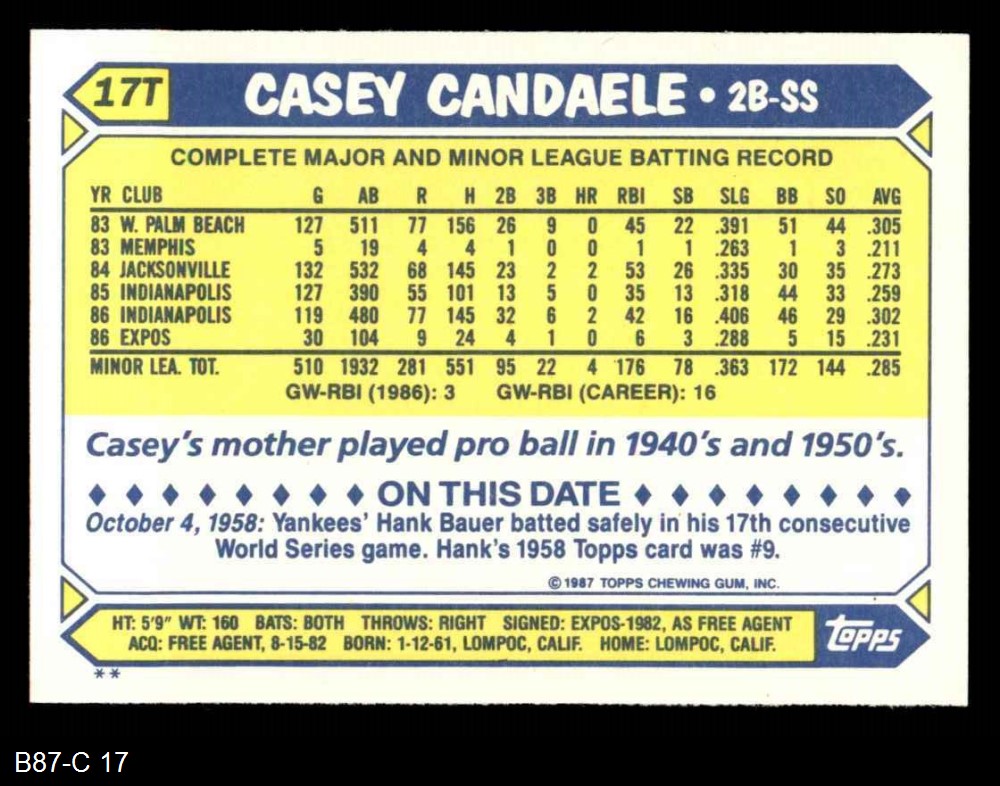 17T
CASEY CANDAELE • 2B-SS
COMPLETE MAJOR AND MINOR LEAGUE BATTING RECORD
YR CLUB G AB R H 2B 3B HR RBI SB SLG BB SO AVG
83 W. PALM BEACH 127 511 77 156 26 9 0 45 22 .391 51 44 .305
83 MEMPHIS 5 19 4 4 1 0 0 1 1 .263 1 3 .211
84 JACKSONVILLE 132 532 68 145 23 2 2 53 26 .335 30 35 .273
85 INDIANAPOLIS 127 390 55 101 13 5 0 35 13 .318 44 33 .259
86 INDIANAPOLIS 119 480 77 145 32 6 2 42 16 .406 46 29 .302
86 EXPOS 30 104 9 24 4 1 0 6 3 .288 5 15 .231
MINOR LEA. TOT. 510 1932 281 551 95 22 4 176 78 .363 172 144 .285
GW-RBI (1986): 3 GW-RBI (CAREER): 16
Casey's mother played pro ball in 1940's and 1950's.
ON THIS DATE
October 4, 1958: Yankees' Hank Bauer batted safely in his 17th consecutive
World Series game. Hank's 1958 Topps card was #9.
© 1987 TOPPS CHEWING GUM, INC.
HT: 5'9" WT: 160 BATS: BOTH THROWS: RIGHT SIGNED: EXPOS-1982, AS FREE AGENT
ACQ: FREE AGENT, 8-15-82 BORN: 1-12-61, LOMPOC, CALIF. HOME: LOMPOC, CALIF.
topps
**
B87-C 17